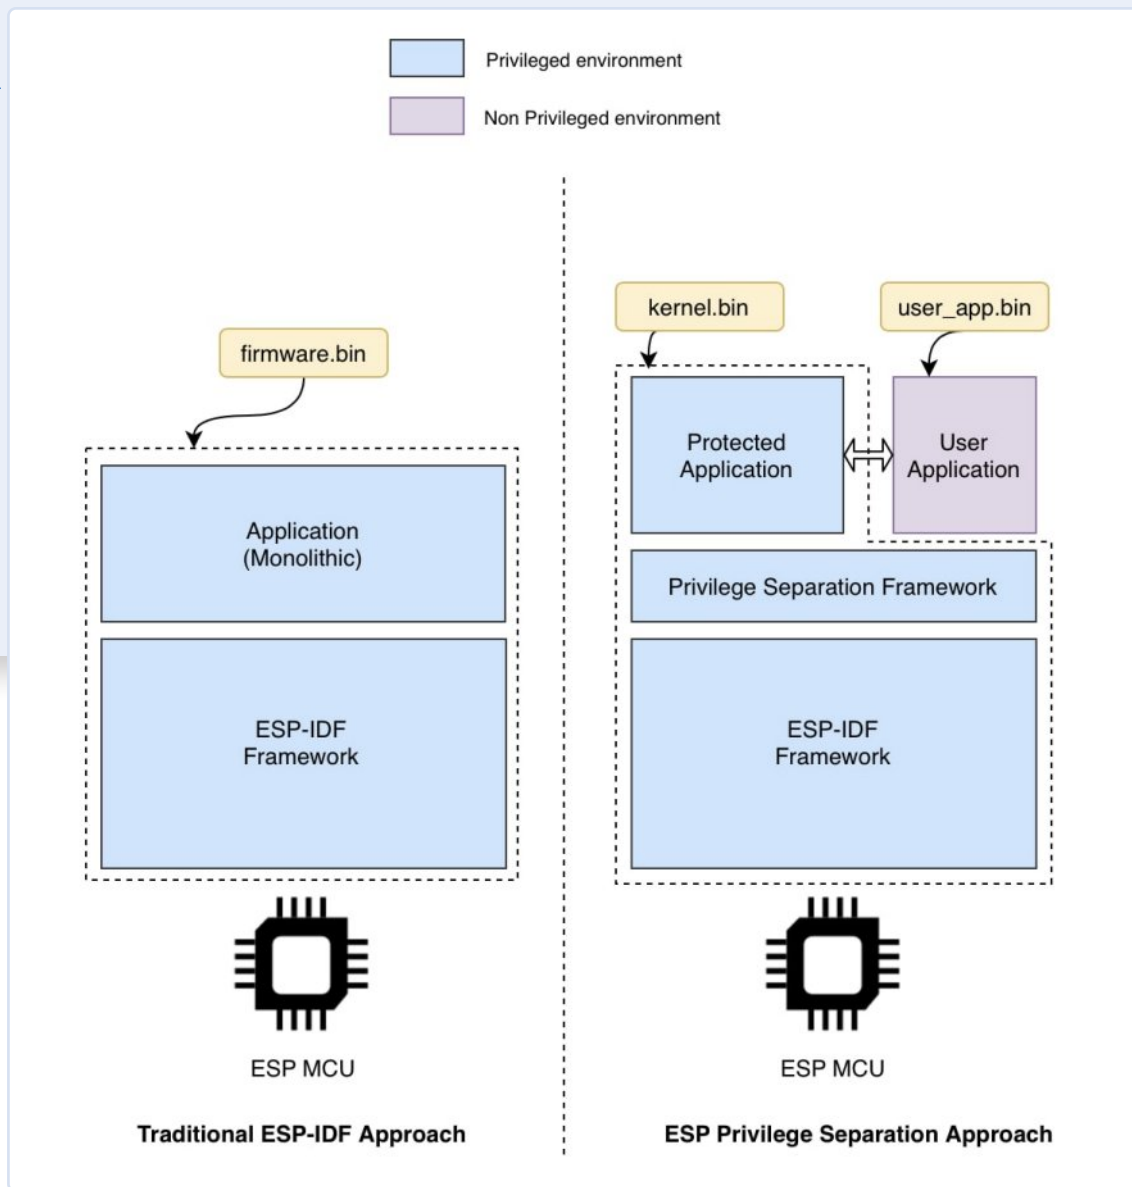 Privileged environment
Non Privileged environment
firmware.bin
Application
(Monolithic)
ESP-IDF
Framework
ESP MCU
Traditional ESP-IDF Approach
kernel.bin
user_app.bin
Protected
Application
User
Application
Privilege Separation Framework
ESP-IDF
Framework
ESP MCU
ESP Privilege Separation Approach